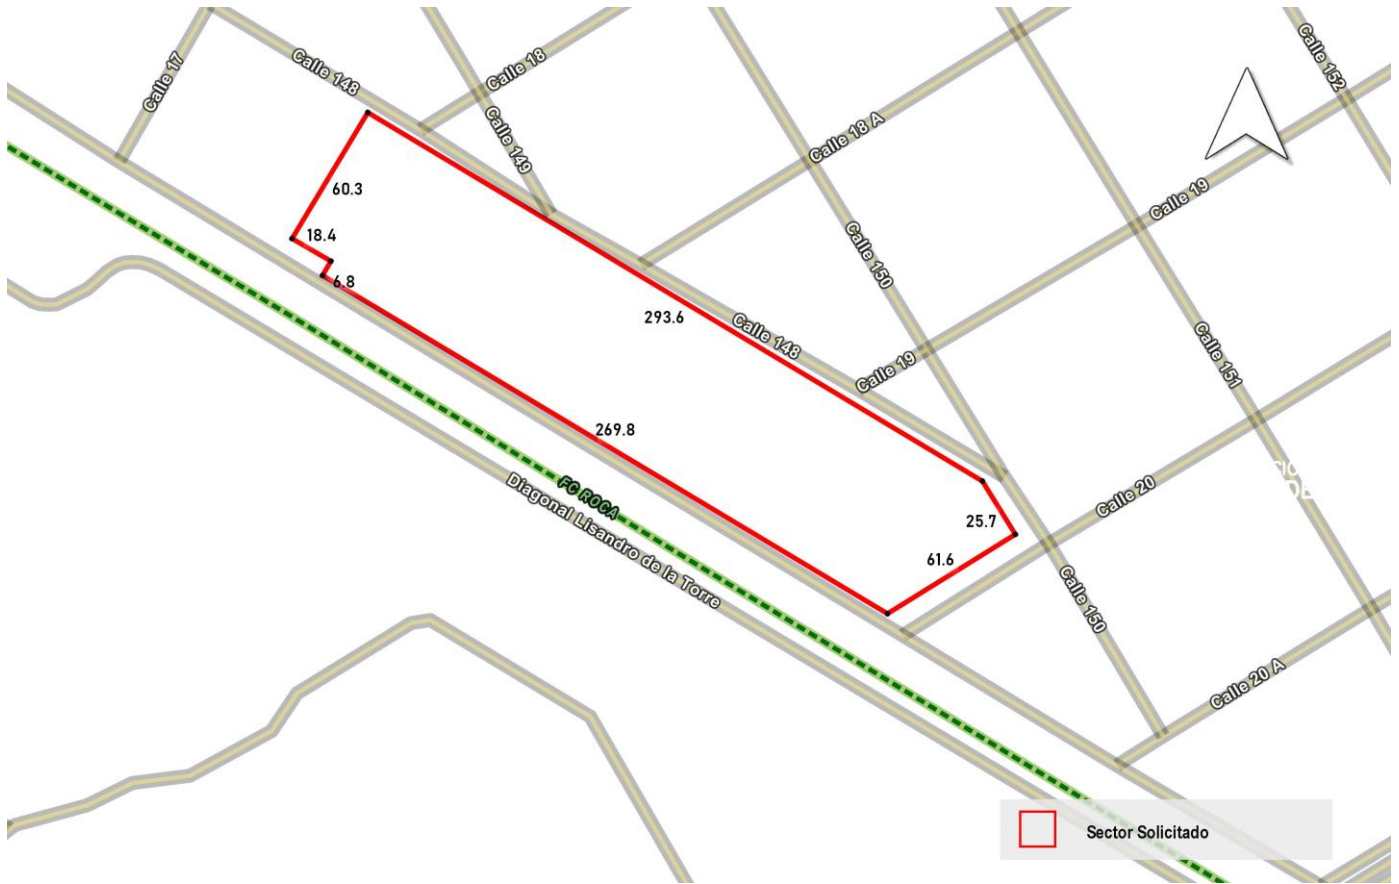 Calle 17
Calle 148
Calle 18
Calle 149
Calle 18 A
Calle 152
Calle 19
60.3
18.4
6.8
Calle 150
293.6
Calle 148
Calle 19
Calle 151
269.8
FC ROCA
Diagonal Lisandro de la Torre
Calle 20
25.7
61.6
Calle 150
Calle 20 A
Sector Solicitado